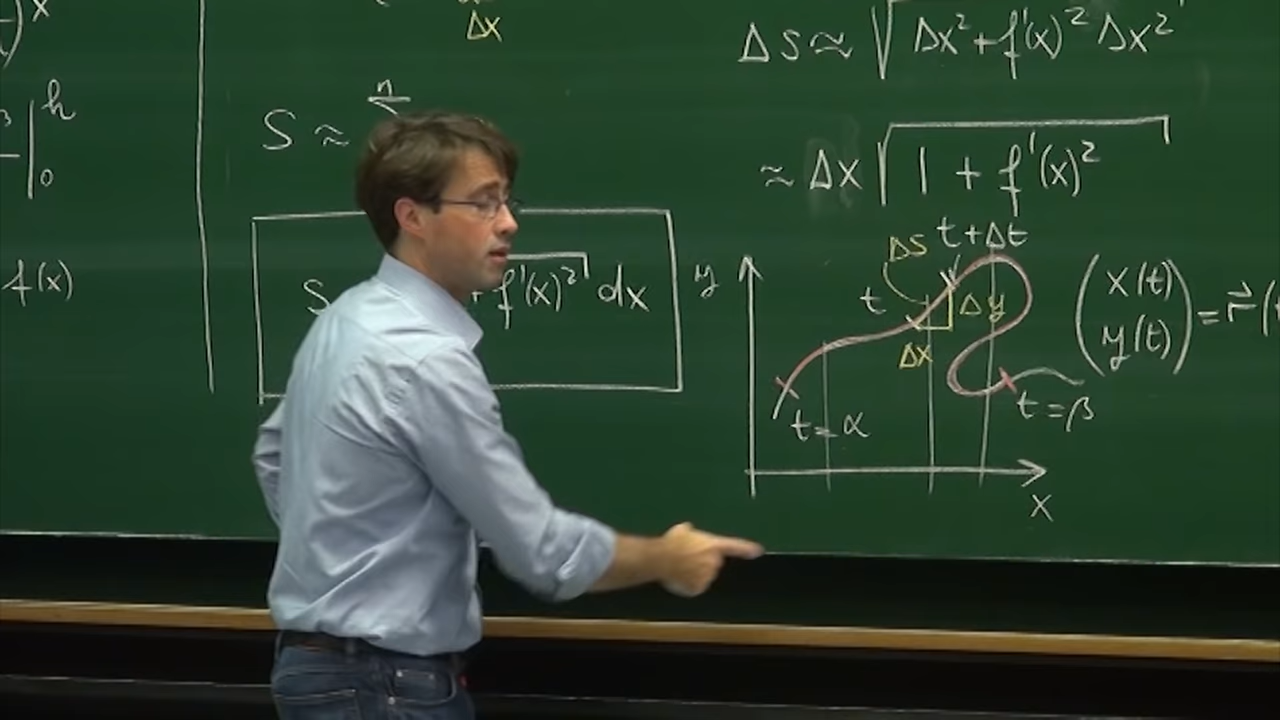 x
Δx
h
0
f(x)
S ≈ n
S f'(x)² dx
Δs ≈ √Δx² + f'(x)² Δx²
≈ Δx √1 + f'(x)²
y
Δs t + Δt
t Δy
Δx
t = α
t = β
x
(x(t)
y(t)) = r⃗(